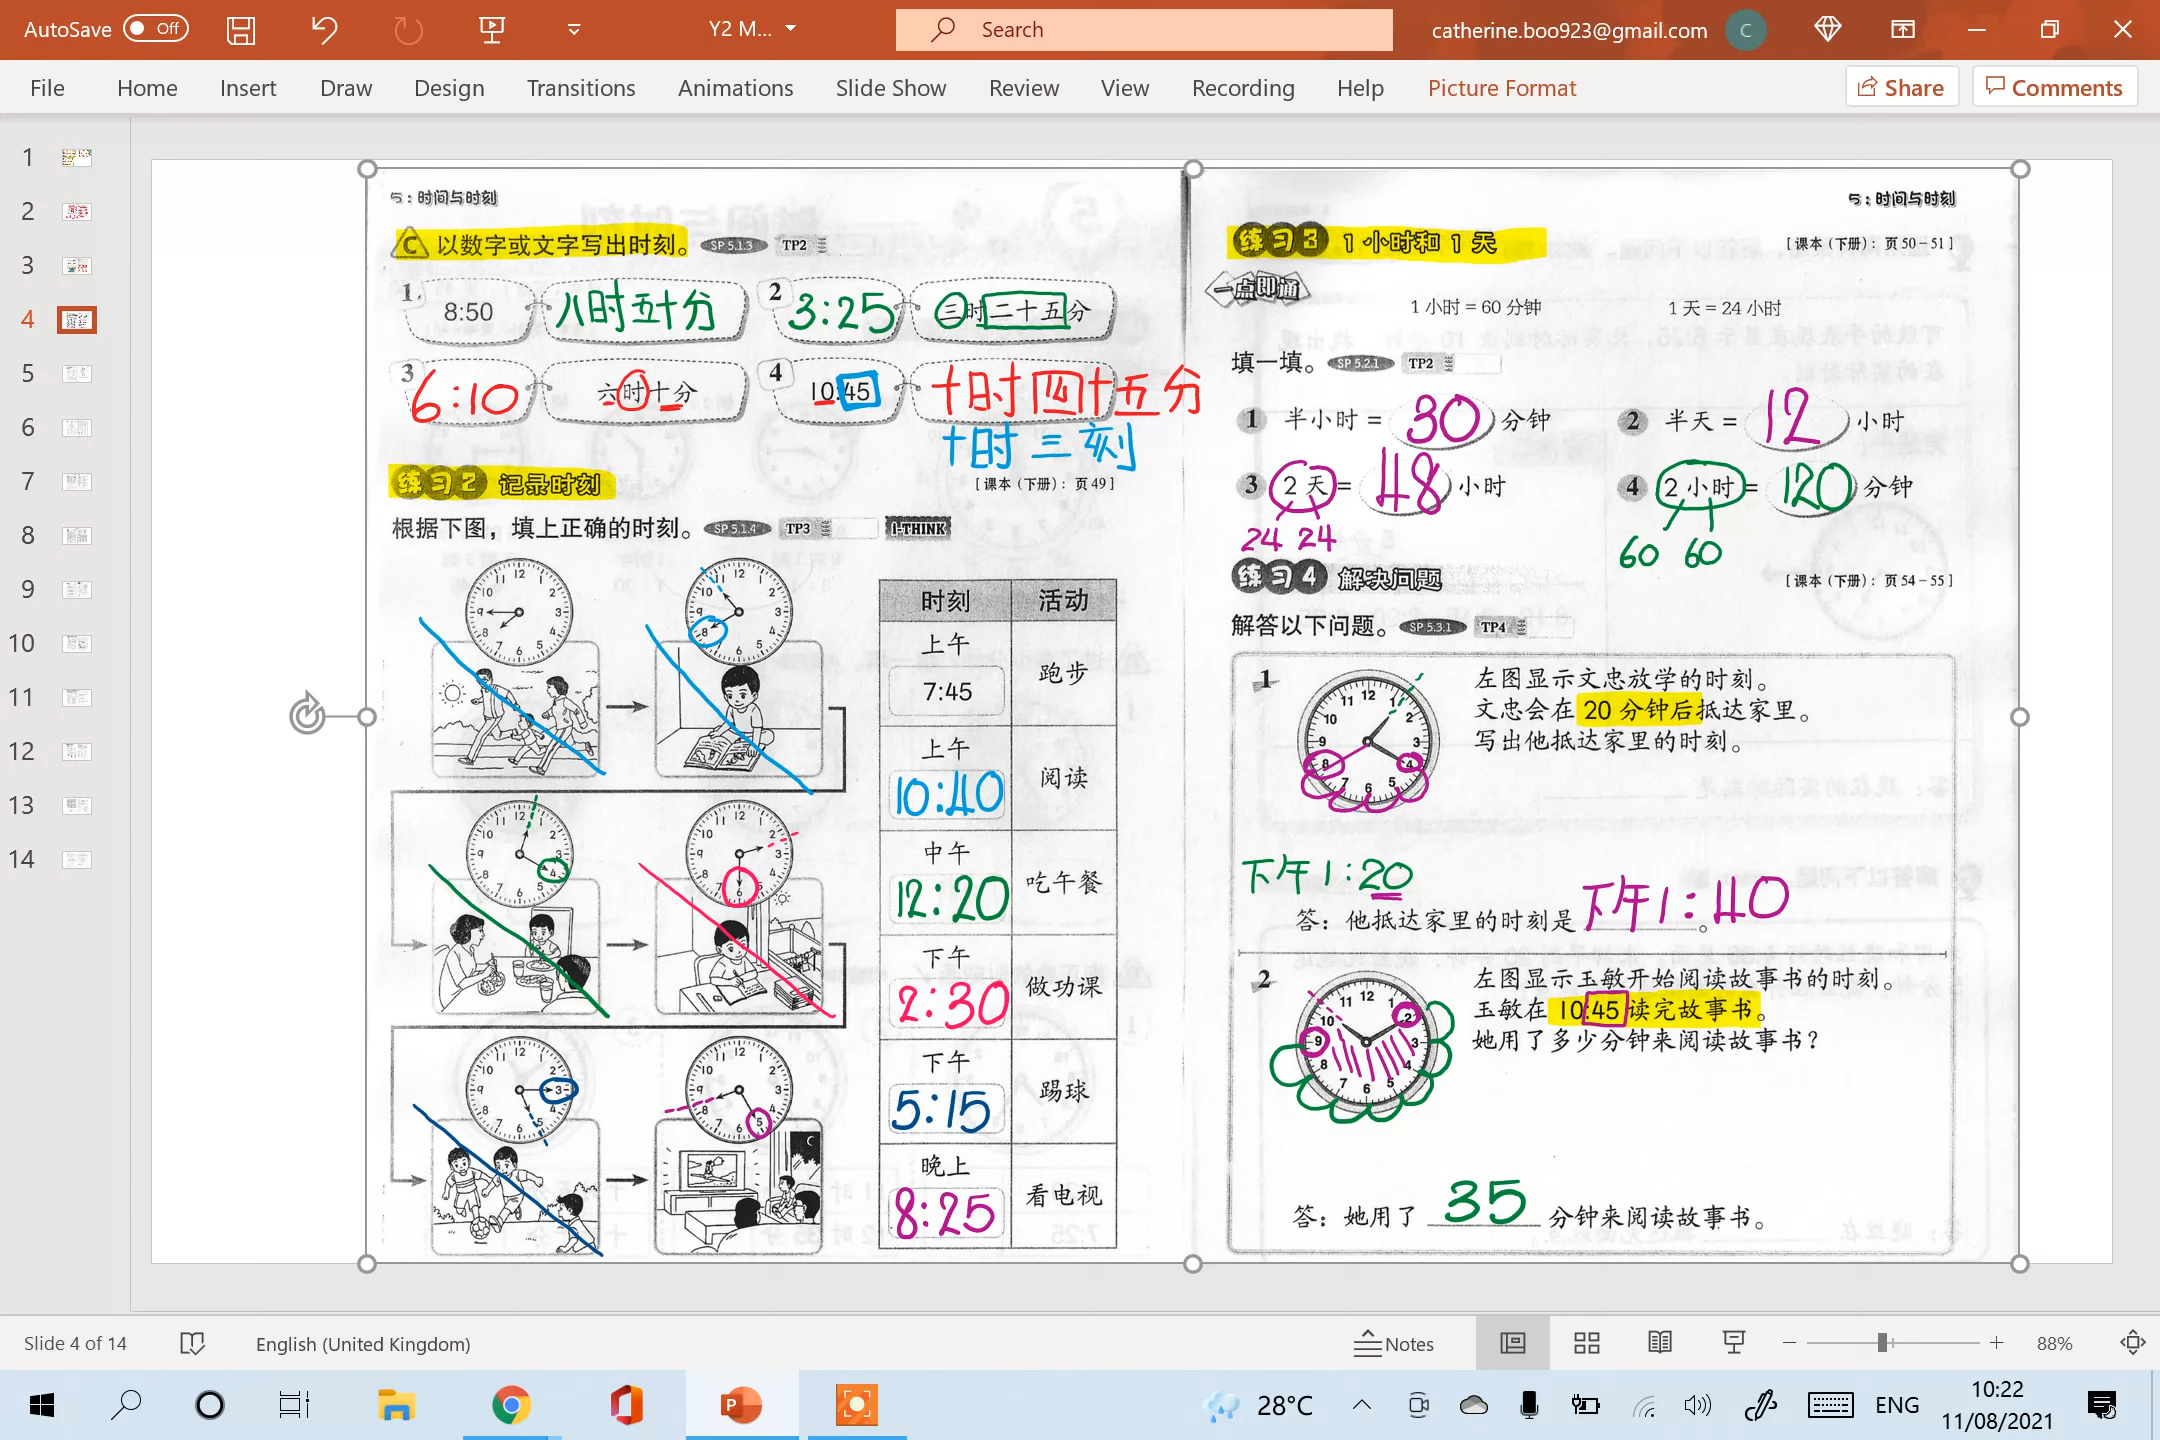 AutoSave Off Y2 M... Search catherine.boo923@gmail.com C
File Home Insert Draw Design Transitions Animations Slide Show Review View Recording Help Picture Format Share Comments
1
2
3
4
5
6
7
8
9
10
11
12
13
14
5：时间与时刻
C 以数字或文字写出时刻。 SP 5.1.3 TP2
1. 8:50 八时五十分
2 3:25 三时二十五分
3 6:10 六时十分
4 10:45 十时四十五分
十时三刻
练习2 记录时刻 [课本（下册）：页49]
根据下图，填上正确的时刻。 SP 5.1.4 TP3 i-THINK
时刻 活动
上午 7:45 跑步
上午 10:40 阅读
中午 12:20 吃午餐
下午 2:30 做功课
下午 5:15 踢球
晚上 8:25 看电视
5：时间与时刻
练习3 1小时和1天 [课本（下册）：页50-51]
一点即通
1小时=60分钟 1天=24小时
填一填。 SP 5.2.1 TP2
1 半小时= 30 分钟
2 半天= 12 小时
3 2天= 48 小时
24 24
4 2小时= 120 分钟
60 60
练习4 解决问题 [课本（下册）：页54-55]
解答以下问题。 SP 5.3.1 TP4
1 左图显示文忠放学的时刻。
文忠会在20分钟后抵达家里。
写出他抵达家里的时刻。
下午1:20
答：他抵达家里的时刻是 下午1:40。
2 左图显示玉敏开始阅读故事书的时刻。
玉敏在10:45读完故事书。
她用了多少分钟来阅读故事书？
答：她用了 35 分钟来阅读故事书。
Slide 4 of 14 English (United Kingdom) Notes 88%
28°C ENG 10:22
11/08/2021